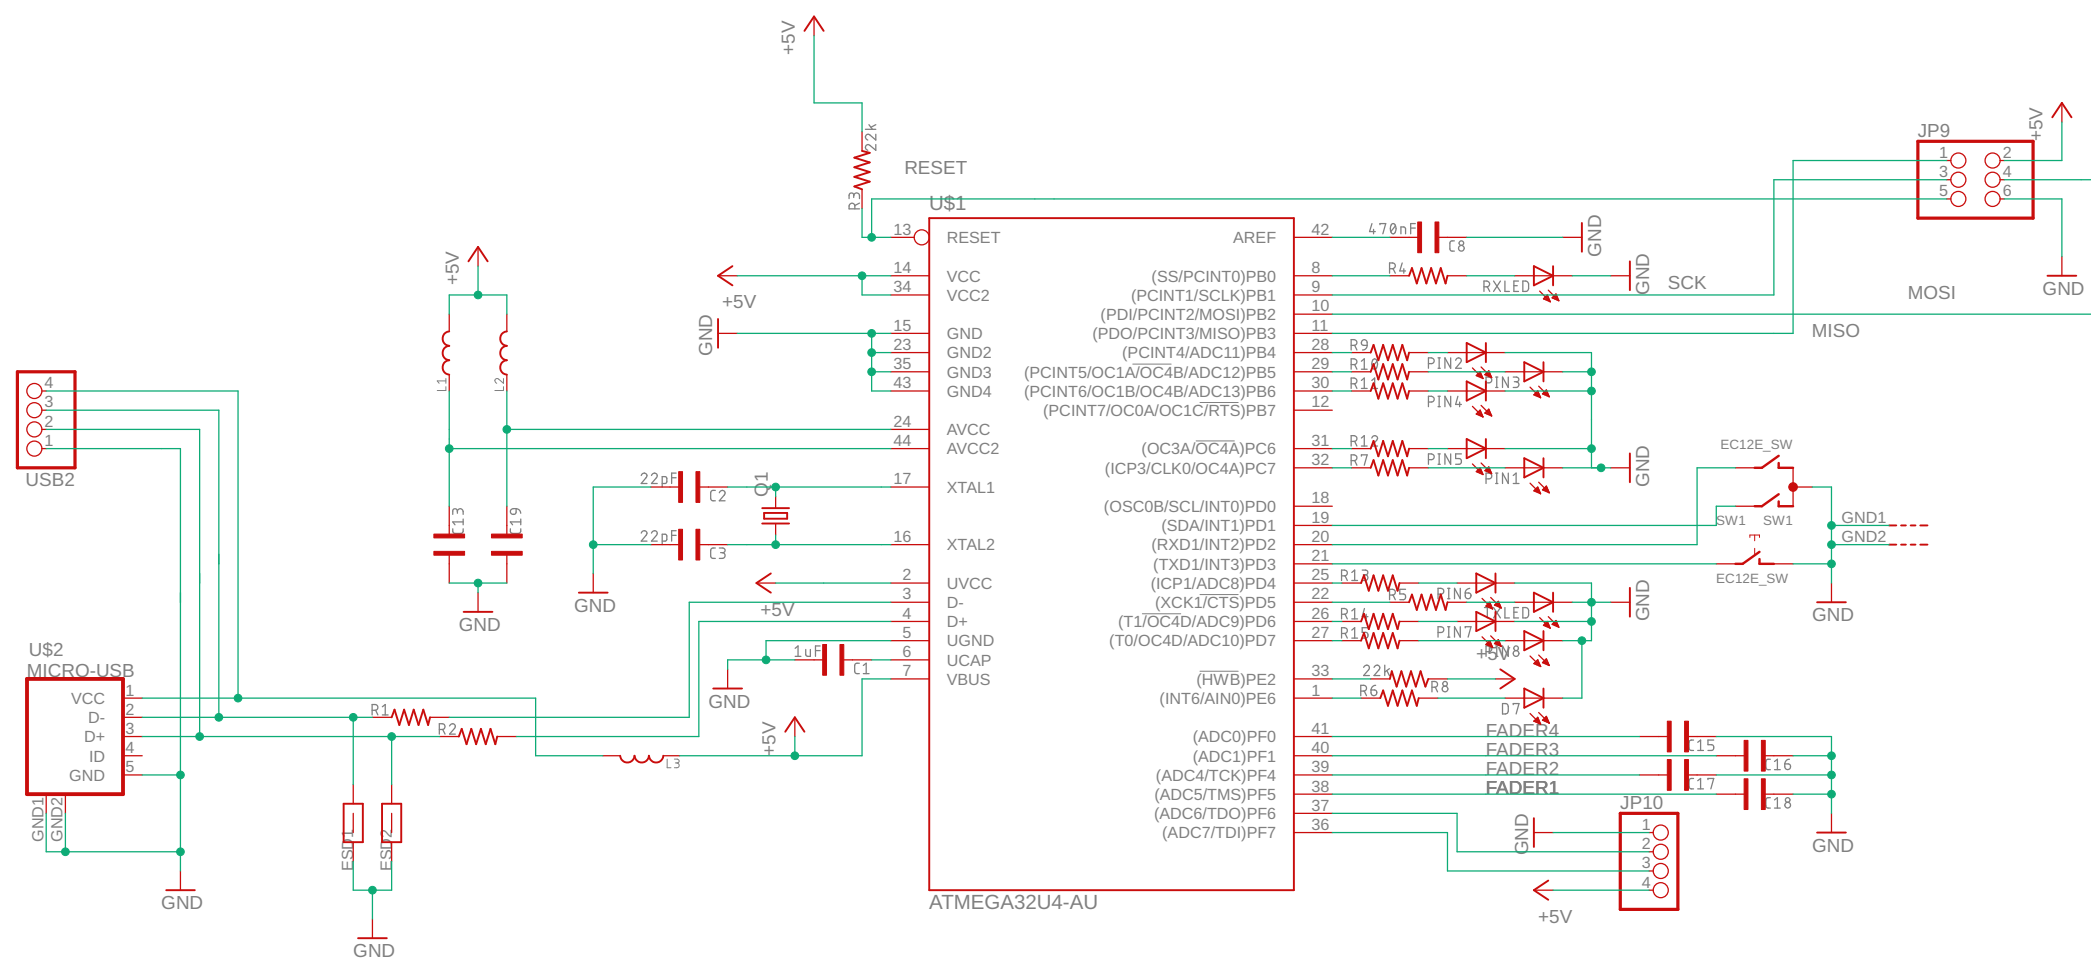 +5V
22k
R3
RESET
U$1
13 RESET
14 VCC
34 VCC2
15 GND
23 GND2
35 GND3
43 GND4
24 AVCC
44 AVCC2
17 XTAL1
16 XTAL2
2 UVCC
3 D-
4 D+
5 UGND
6 UCAP
7 VBUS
AREF 42
(SS/PCINT0)PB0 8
(PCINT1/SCLK)PB1 9
(PDI/PCINT2/MOSI)PB2 10
(PDO/PCINT3/MISO)PB3 11
(PCINT4/ADC11)PB4 28
(PCINT5/OC1A/OC4B/ADC12)PB5 29
(PCINT6/OC1B/OC4B/ADC13)PB6 30
(PCINT7/OC0A/OC1C/RTS)PB7 12
(OC3A/OC4A)PC6 31
(ICP3/CLK0/OC4A)PC7 32
(OSC0B/SCL/INT0)PD0 18
(SDA/INT1)PD1 19
(RXD1/INT2)PD2 20
(TXD1/INT3)PD3 21
(ICP1/ADC8)PD4 25
(XCK1/CTS)PD5 22
(T1/OC4D/ADC9)PD6 26
(T0/OC4D/ADC10)PD7 27
(HWB)PE2 33
(INT6/AIN0)PE6 1
(ADC0)PF0 41
(ADC1)PF1 40
(ADC4/TCK)PF4 39
(ADC5/TMS)PF5 38
(ADC6/TDO)PF6 37
(ADC7/TDI)PF7 36
ATMEGA32U4-AU
+5V
GND
+5V
L1
L2
C13
C19
GND
22pF
C2
Q1
22pF
C3
GND
+5V
1uF
C1
GND
4
3
2
1
USB2
U$2
MICRO-USB
VCC 1
D- 2
D+ 3
ID 4
GND 5
GND1
GND2
GND
R1
R2
ESD1
ESD2
GND
L3
+5V
470nF
C8
GND
R4
RXLED
GND
SCK
MOSI
MISO
JP9
1 2
3 4
5 6
+5V
GND
R9
PIN2
R10
PIN3
R11
PIN4
R12
PIN5
R7
PIN1
GND
EC12E_SW
SW1 SW1
EC12E_SW
GND1
GND2
GND
R13
PIN6
R5
TXLED
R14
PIN7
R15
PIN8
GND
+5V
22k
R8
R6
D7
FADER4
FADER3
FADER2
FADER1
C15
C16
C17
C18
GND
JP10
1
2
3
4
GND
+5V